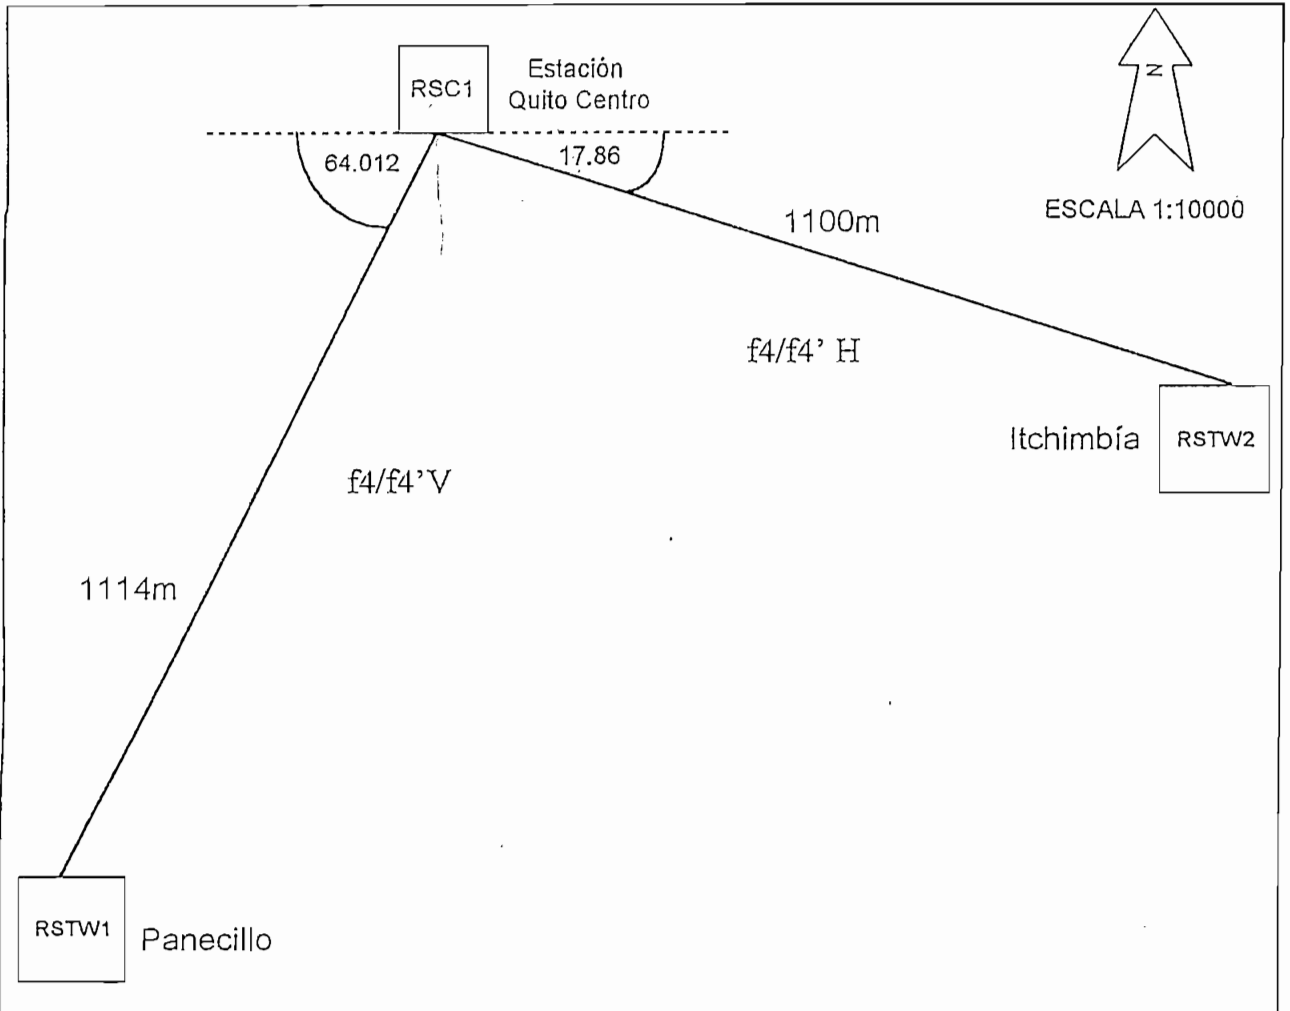 RSC1
Estación
Quito Centro
N
64.012
17.86
ESCALA 1:10000
1100m
f4/f4' H
Itchimbía
RSTW2
f4/f4'V
1114m
RSTW1
Panecillo